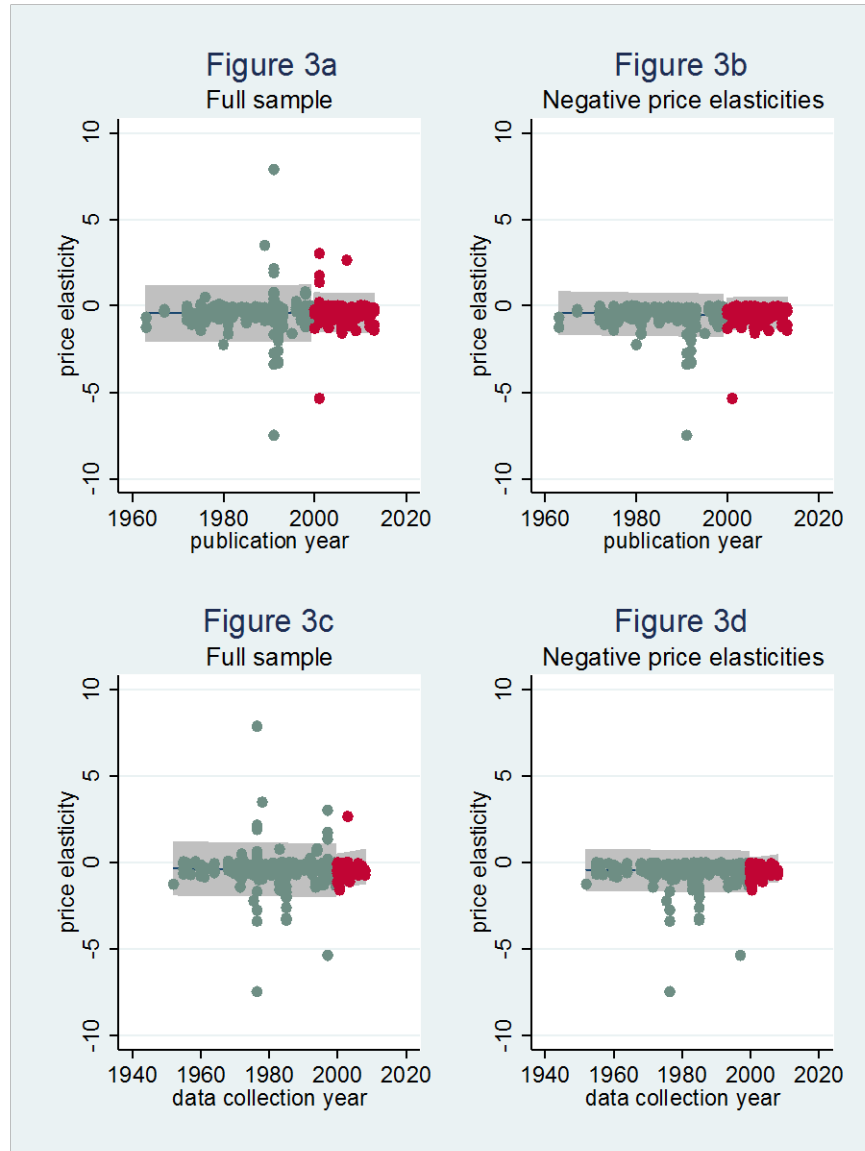 Figure 3a
Full sample
10
5
0
-5
-10
price elasticity
1960 1980 2000 2020
publication year
Figure 3b
Negative price elasticities
10
5
0
-5
-10
price elasticity
1960 1980 2000 2020
publication year
Figure 3c
Full sample
10
5
0
-5
-10
price elasticity
1940 1960 1980 2000 2020
data collection year
Figure 3d
Negative price elasticities
10
5
0
-5
-10
price elasticity
1940 1960 1980 2000 2020
data collection year